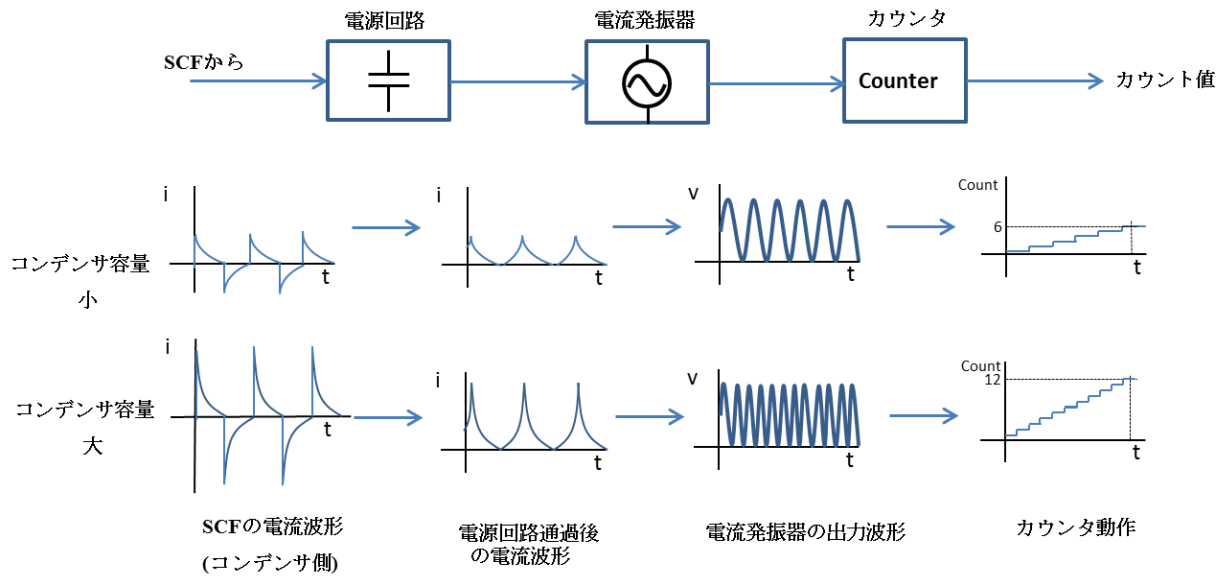 電源回路
電流発振器
カウンタ
SCFから
Counter
カウント値
i
t
i
t
v
t
Count
6
t
コンデンサ容量
小
i
t
i
t
v
t
Count
12
t
コンデンサ容量
大
SCFの電流波形
(コンデンサ側)
電源回路通過後
の電流波形
電流発振器の出力波形
カウンタ動作